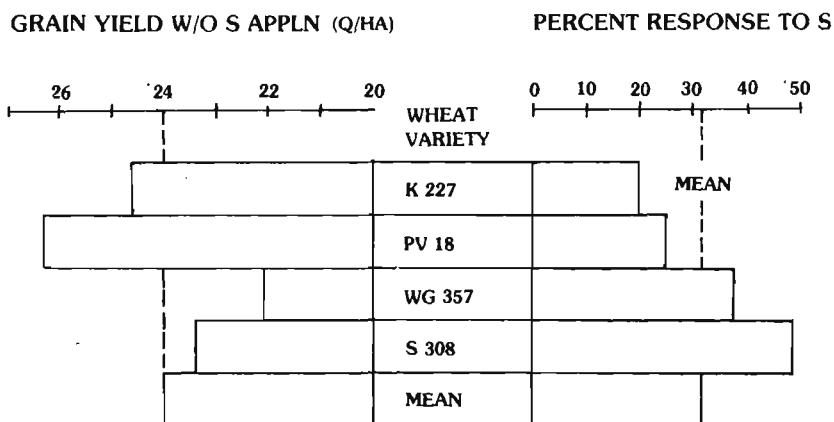 GRAIN YIELD W/O S APPLN (Q/HA) PERCENT RESPONSE TO S
26 24 22 20 0 10 20 30 40 50
WHEAT
VARIETY
MEAN
K 227
PV 18
WG 357
S 308
MEAN